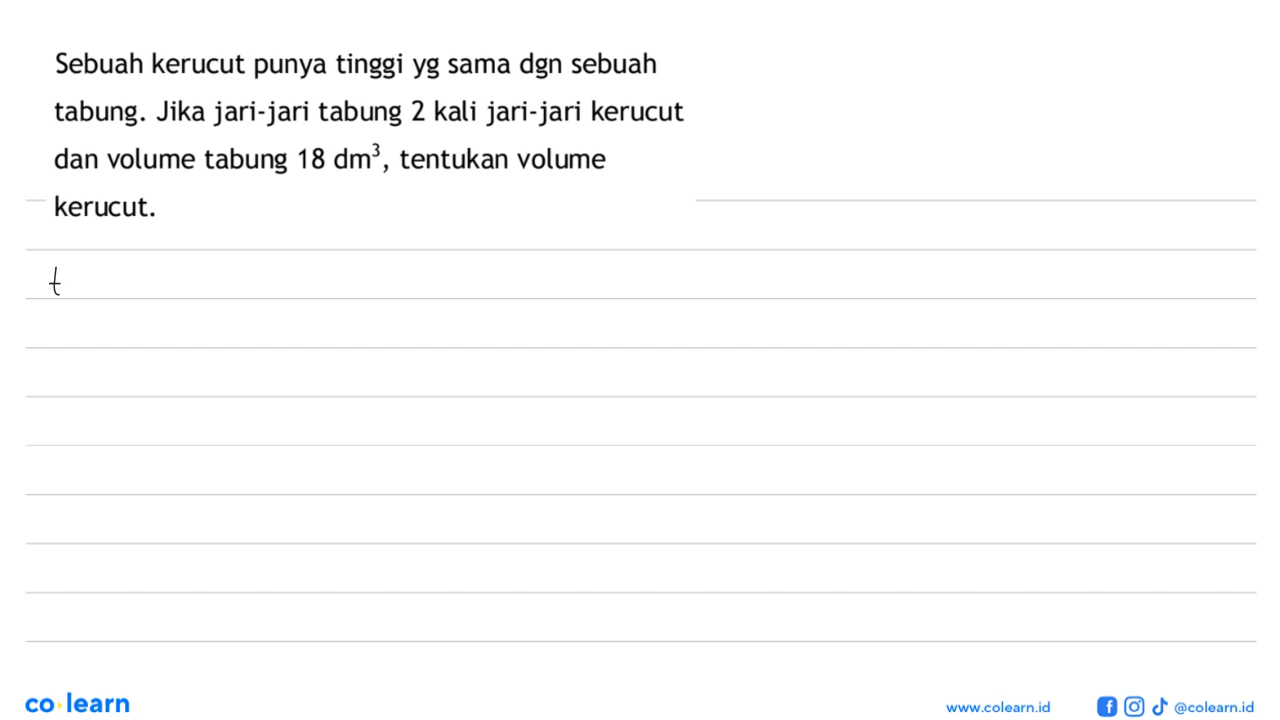 Sebuah kerucut punya tinggi yg sama dgn sebuah
tabung. Jika jari-jari tabung 2 kali jari-jari kerucut
dan volume tabung 18 dm³, tentukan volume
kerucut.
t
co learn
www.colearn.id @colearn.id